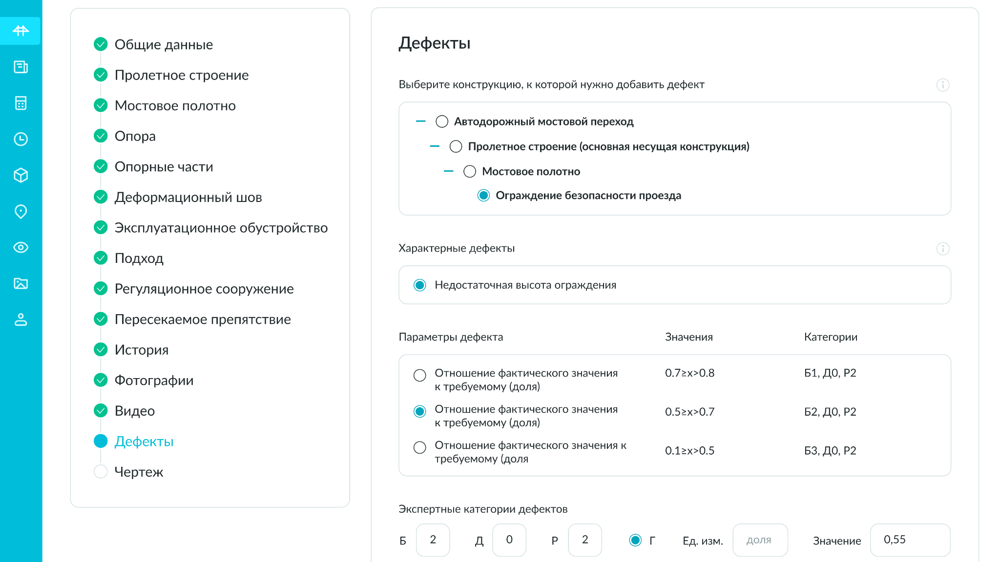 Общие данные
Пролетное строение
Мостовое полотно
Опора
Опорные части
Деформационный шов
Эксплуатационное обустройство
Подход
Регуляционное сооружение
Пересекаемое препятствие
История
Фотографии
Видео
Дефекты
Чертеж
Дефекты
Выберите конструкцию, к которой нужно добавить дефект
Автодорожный мостовой переход
Пролетное строение (основная несущая конструкция)
Мостовое полотно
Ограждение безопасности проезда
Характерные дефекты
Недостаточная высота ограждения
Параметры дефекта Значения Категории
Отношение фактического значения
к требуемому (доля) 0.7≥x>0.8 Б1, Д0, Р2
Отношение фактического значения
к требуемому (доля) 0.5≥x>0.7 Б2, Д0, Р2
Отношение фактического значения к
требуемому (доля 0.1≥x>0.5 Б3, Д0, Р2
Экспертные категории дефектов
Б 2 Д 0 Р 2 Г Ед. изм. доля Значение 0,55